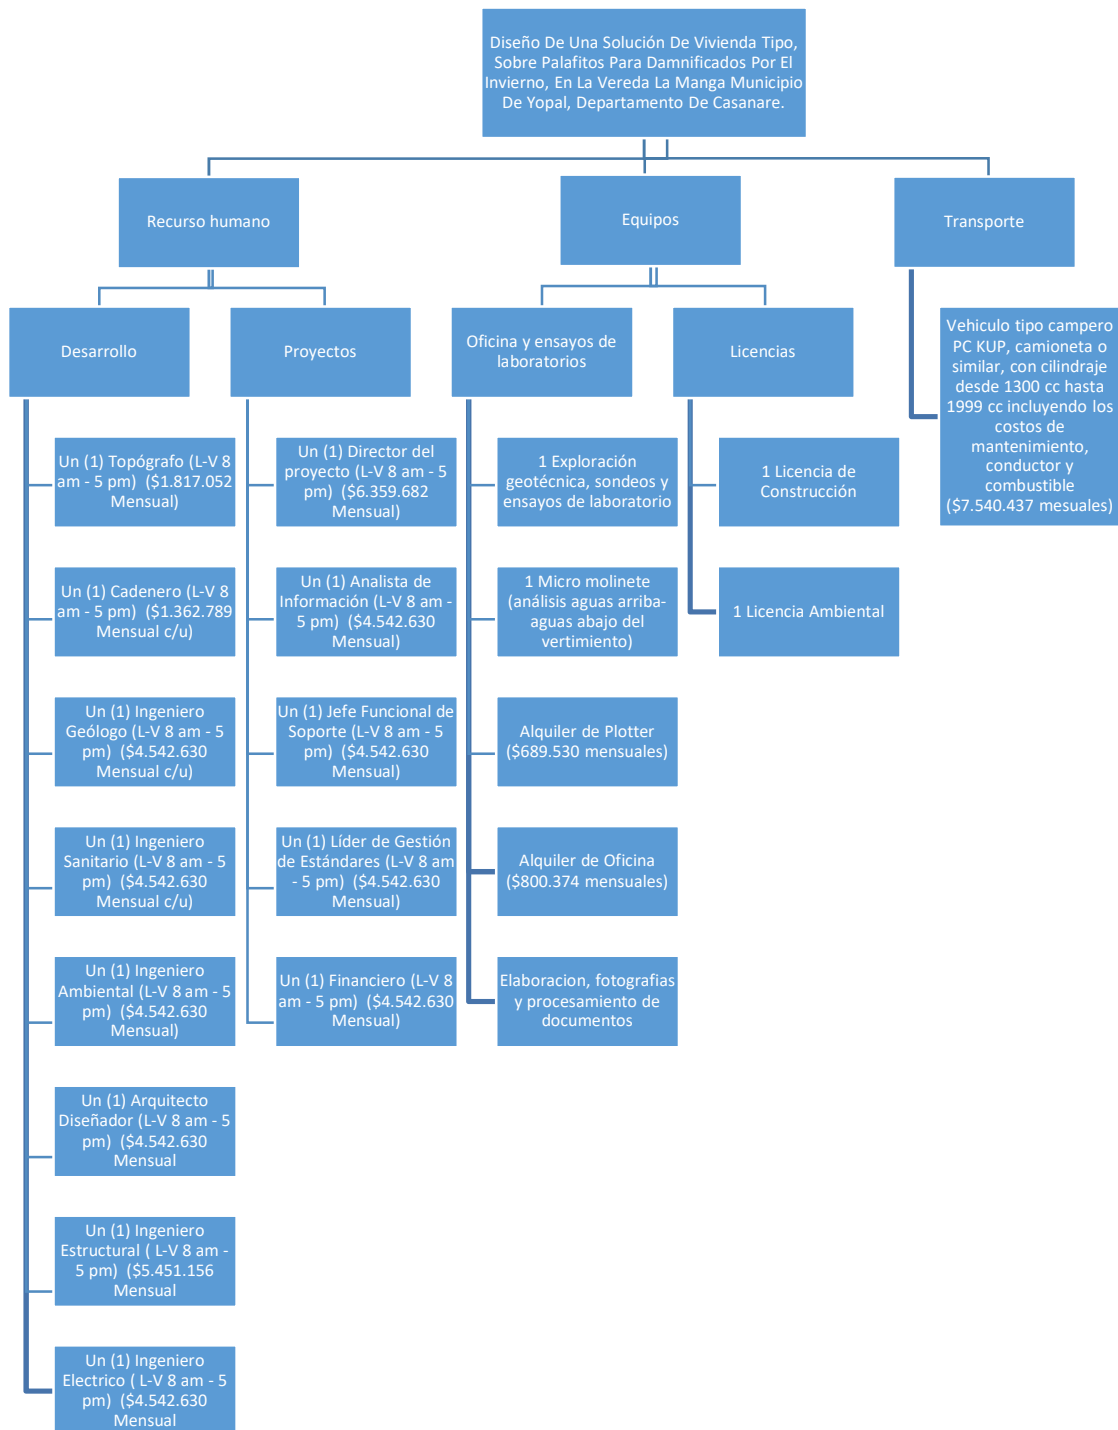 Diseño De Una Solución De Vivienda Tipo,
Sobre Palafitos Para Damnificados Por El
Invierno, En La Vereda La Manga Municipio
De Yopal, Departamento De Casanare.
Recurso humano
Equipos
Transporte
Desarrollo
Proyectos
Oficina y ensayos de
laboratorios
Licencias
Vehiculo tipo campero
PC KUP, camioneta o
similar, con cilindraje
desde 1300 cc hasta
1999 cc incluyendo los
costos de
mantenimiento,
conductor y
combustible
($7.540.437 mesuales)
Un (1) Topógrafo (L-V 8
am - 5 pm) ($1.817.052
Mensual)
Un (1) Cadenero (L-V 8
am - 5 pm) ($1.362.789
Mensual c/u)
Un (1) Ingeniero
Geólogo (L-V 8 am - 5
pm) ($4.542.630
Mensual c/u)
Un (1) Ingeniero
Sanitario (L-V 8 am - 5
pm) ($4.542.630
Mensual c/u)
Un (1) Ingeniero
Ambiental (L-V 8 am - 5
pm) ($4.542.630
Mensual)
Un (1) Arquitecto
Diseñador (L-V 8 am - 5
pm) ($4.542.630
Mensual
Un (1) Ingeniero
Estructural ( L-V 8 am -
5 pm) ($5.451.156
Mensual
Un (1) Ingeniero
Electrico ( L-V 8 am - 5
pm) ($4.542.630
Mensual
Un (1) Director del
proyecto (L-V 8 am - 5
pm) ($6.359.682
Mensual)
Un (1) Analista de
Información (L-V 8 am -
5 pm) ($4.542.630
Mensual)
Un (1) Jefe Funcional de
Soporte (L-V 8 am - 5
pm) ($4.542.630
Mensual)
Un (1) Líder de Gestión
de Estándares (L-V 8 am
- 5 pm) ($4.542.630
Mensual)
Un (1) Financiero (L-V 8
am - 5 pm) ($4.542.630
Mensual)
1 Exploración
geotécnica, sondeos y
ensayos de laboratorio
1 Micro molinete
(análisis aguas arriba-
aguas abajo del
vertimiento)
Alquiler de Plotter
($689.530 mensuales)
Alquiler de Oficina
($800.374 mensuales)
Elaboracion, fotografias
y procesamiento de
documentos
1 Licencia de
Construcción
1 Licencia Ambiental